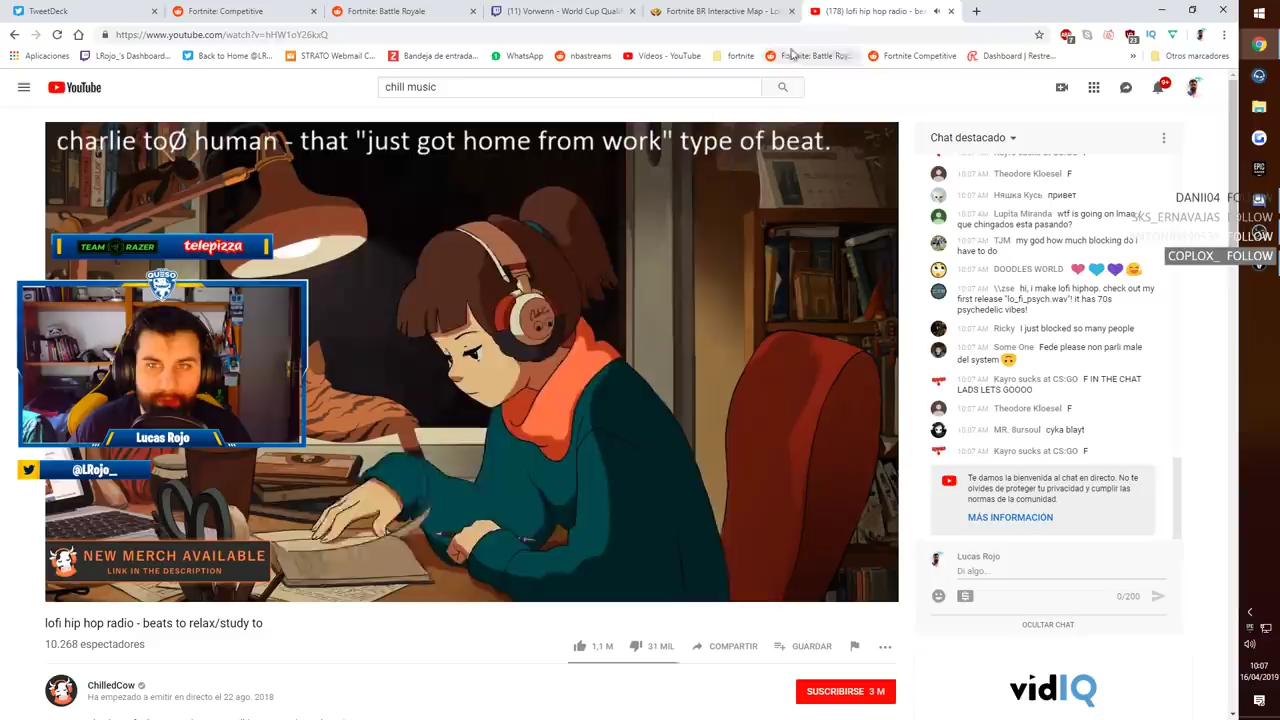 TweetDeck
Fortnite Competitive
Fortnite Battle Royale
(11) Vorwenn - World Cup Qualif
Fortnite BR Interactive Map - Lo
(178) lofi hip hop radio - be
https://www.youtube.com/watch?v=hHW1oY26kxQ
Aplicaciones
LRojo_'s Dashboard
Back to Home @LR...
STRATO Webmail C...
Bandeja de entrada...
WhatsApp
nbastreams
Vídeos - YouTube
fortnite
Fortnite: Battle Roy...
Fortnite Competitive
Dashboard | Restre...
Otros marcadores
YouTube
chill music
9+
charlie toØ human - that "just got home from work" type of beat.
TEAM RAZER
telepizza
QUESO
Lucas Rojo
@LRojo_
NEW MERCH AVAILABLE
LINK IN THE DESCRIPTION
Chat destacado
Theodore Kloesel F
10:07 AM Няшка Кусь привет
10:07 AM Lupita Miranda wtf is going on lmao
que chingados esta pasando?
10:07 AM TJM my god how much blocking do i
have to do
10:07 AM DOODLES WORLD
10:07 AM \\zse hi, i make lofi hiphop. check out my
first release "lo_fi_psych.wav"! it has 70s
psychedelic vibes!
10:07 AM Ricky I just blocked so many people
10:07 AM Some One Fede please non parli male
del system
10:07 AM Kayro sucks at CS:GO F IN THE CHAT
LADS LETS GOOOO
10:07 AM Theodore Kloesel F
10:07 AM MR. 8ursoul cyka blayt
10:07 AM Kayro sucks at CS:GO F
Te damos la bienvenida al chat en directo. No te
olvides de proteger tu privacidad y cumplir las
normas de la comunidad.
MÁS INFORMACIÓN
Lucas Rojo
Di algo...
0/200
OCULTAR CHAT
DANII04 FOLLOW
SKS_ERNAVAJAS FOLLOW
FOLLOW
COPLOX_ FOLLOW
lofi hip hop radio - beats to relax/study to
10.268 espectadores
1,1 M
31 MIL
COMPARTIR
GUARDAR
ChilledCow
Ha empezado a emitir en directo el 22 ago. 2018
SUSCRIBIRSE 3 M
vidIQ
EPIC
10:07
16/04/2019